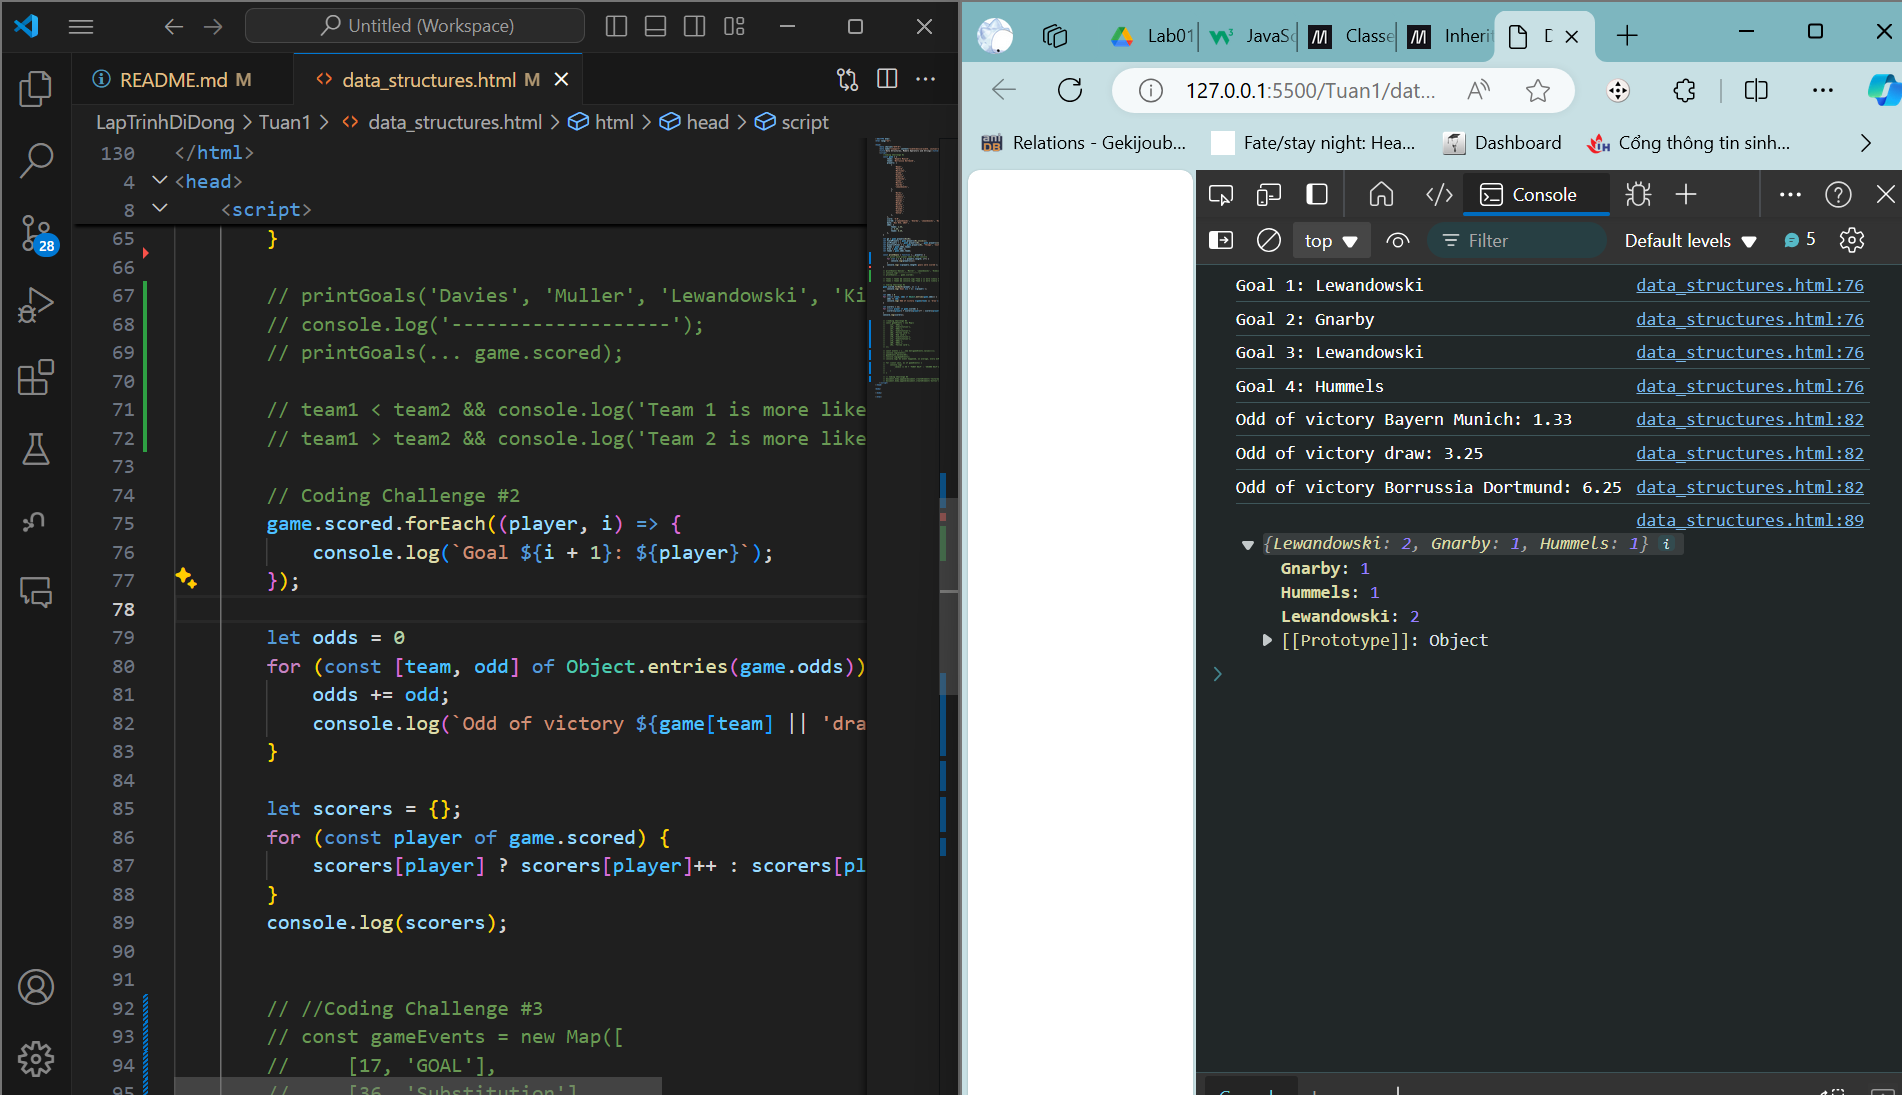 Untitled (Workspace)
README.md M
data_structures.html M
LapTrinhDiDong > Tuan1 > <> data_structures.html > html > head > script
130 </html>
4 <head>
8 <script>
65 }
66
67 // printGoals('Davies', 'Muller', 'Lewandowski', 'Ki
68 // console.log('-------------------');
69 // printGoals(... game.scored);
70
71 // team1 < team2 && console.log('Team 1 is more like
72 // team1 > team2 && console.log('Team 2 is more like
73
74 // Coding Challenge #2
75 game.scored.forEach((player, i) => {
76 console.log(`Goal ${i + 1}: ${player}`);
77 });
78
79 let odds = 0
80 for (const [team, odd] of Object.entries(game.odds))
81 odds += odd;
82 console.log(`Odd of victory ${game[team] || 'dra
83 }
84
85 let scorers = {};
86 for (const player of game.scored) {
87 scorers[player] ? scorers[player]++ : scorers[pl
88 }
89 console.log(scorers);
90
91
92 // //Coding Challenge #3
93 // const gameEvents = new Map([
94 // [17, 'GOAL'],
95 // [36, 'Substitution']
28
Lab01
JavaSc
Classe
Inherit
D
127.0.0.1:5500/Tuan1/dat...
Relations - Gekijoub...
Fate/stay night: Hea...
Dashboard
Cổng thông tin sinh...
Console
top
Filter
Default levels
5
Goal 1: Lewandowski data_structures.html:76
Goal 2: Gnarby data_structures.html:76
Goal 3: Lewandowski data_structures.html:76
Goal 4: Hummels data_structures.html:76
Odd of victory Bayern Munich: 1.33 data_structures.html:82
Odd of victory draw: 3.25 data_structures.html:82
Odd of victory Borrussia Dortmund: 6.25 data_structures.html:82
data_structures.html:89
{Lewandowski: 2, Gnarby: 1, Hummels: 1} i
Gnarby: 1
Hummels: 1
Lewandowski: 2
[[Prototype]]: Object